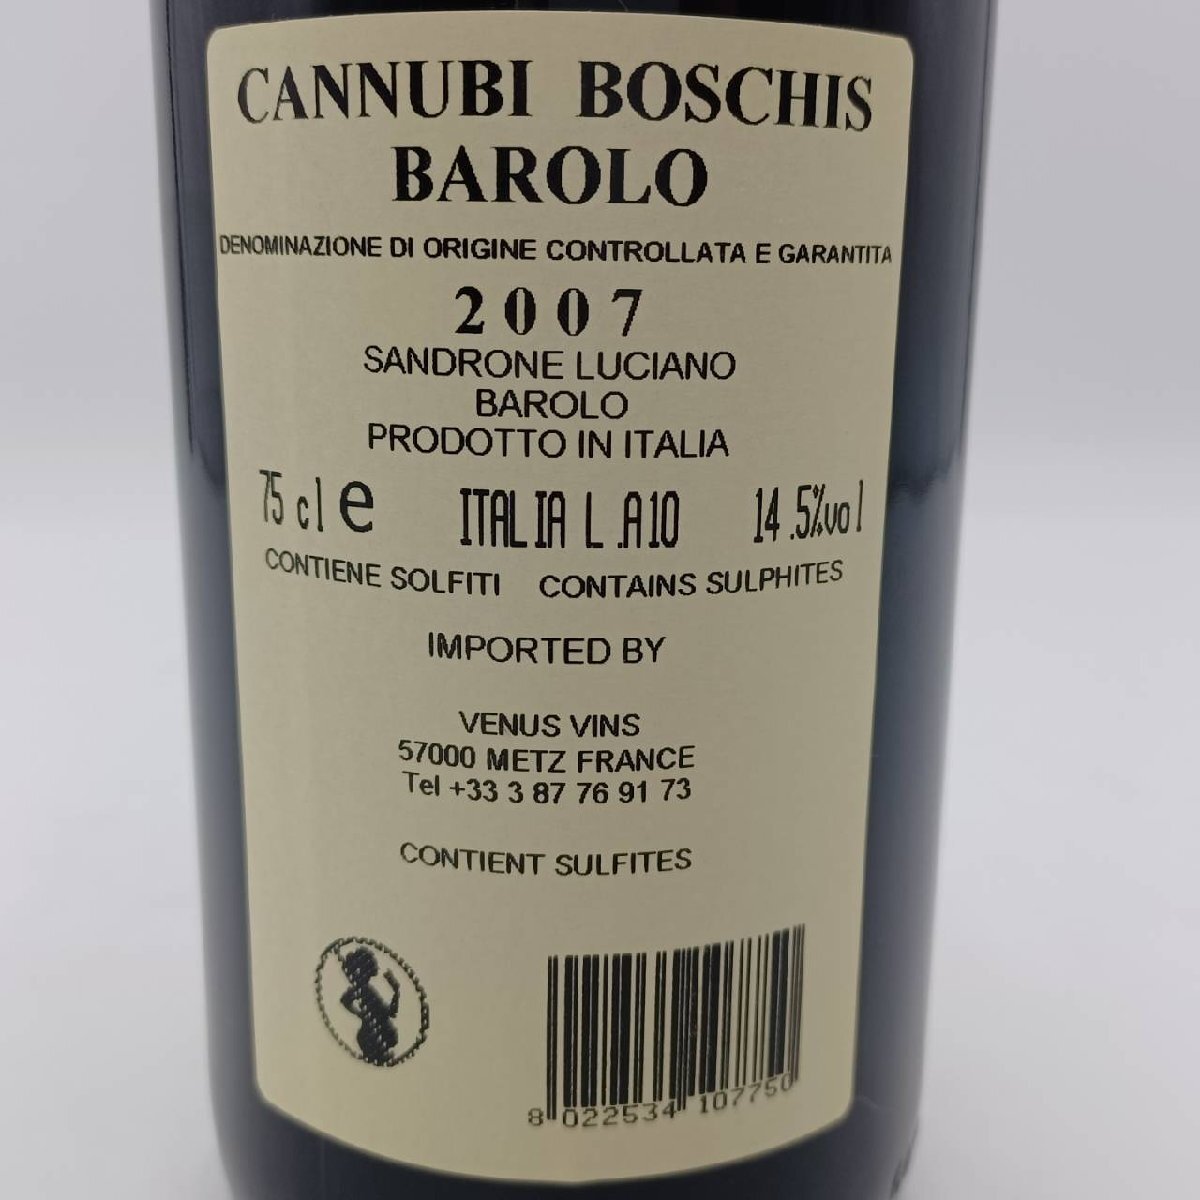 CANNUBI BOSCHIS
BAROLO
DENOMINAZIONE DI ORIGINE CONTROLLATA E GARANTITA
2007
SANDRONE LUCIANO
BAROLO
PRODOTTO IN ITALIA
75 cl e ITALIA L.A10 14.5%vol
CONTIENE SOLFITI CONTAINS SULPHITES
IMPORTED BY
VENUS VINS
57000 METZ FRANCE
Tel +33 3 87 76 91 73
CONTIENT SULFITES
8 022534 107750